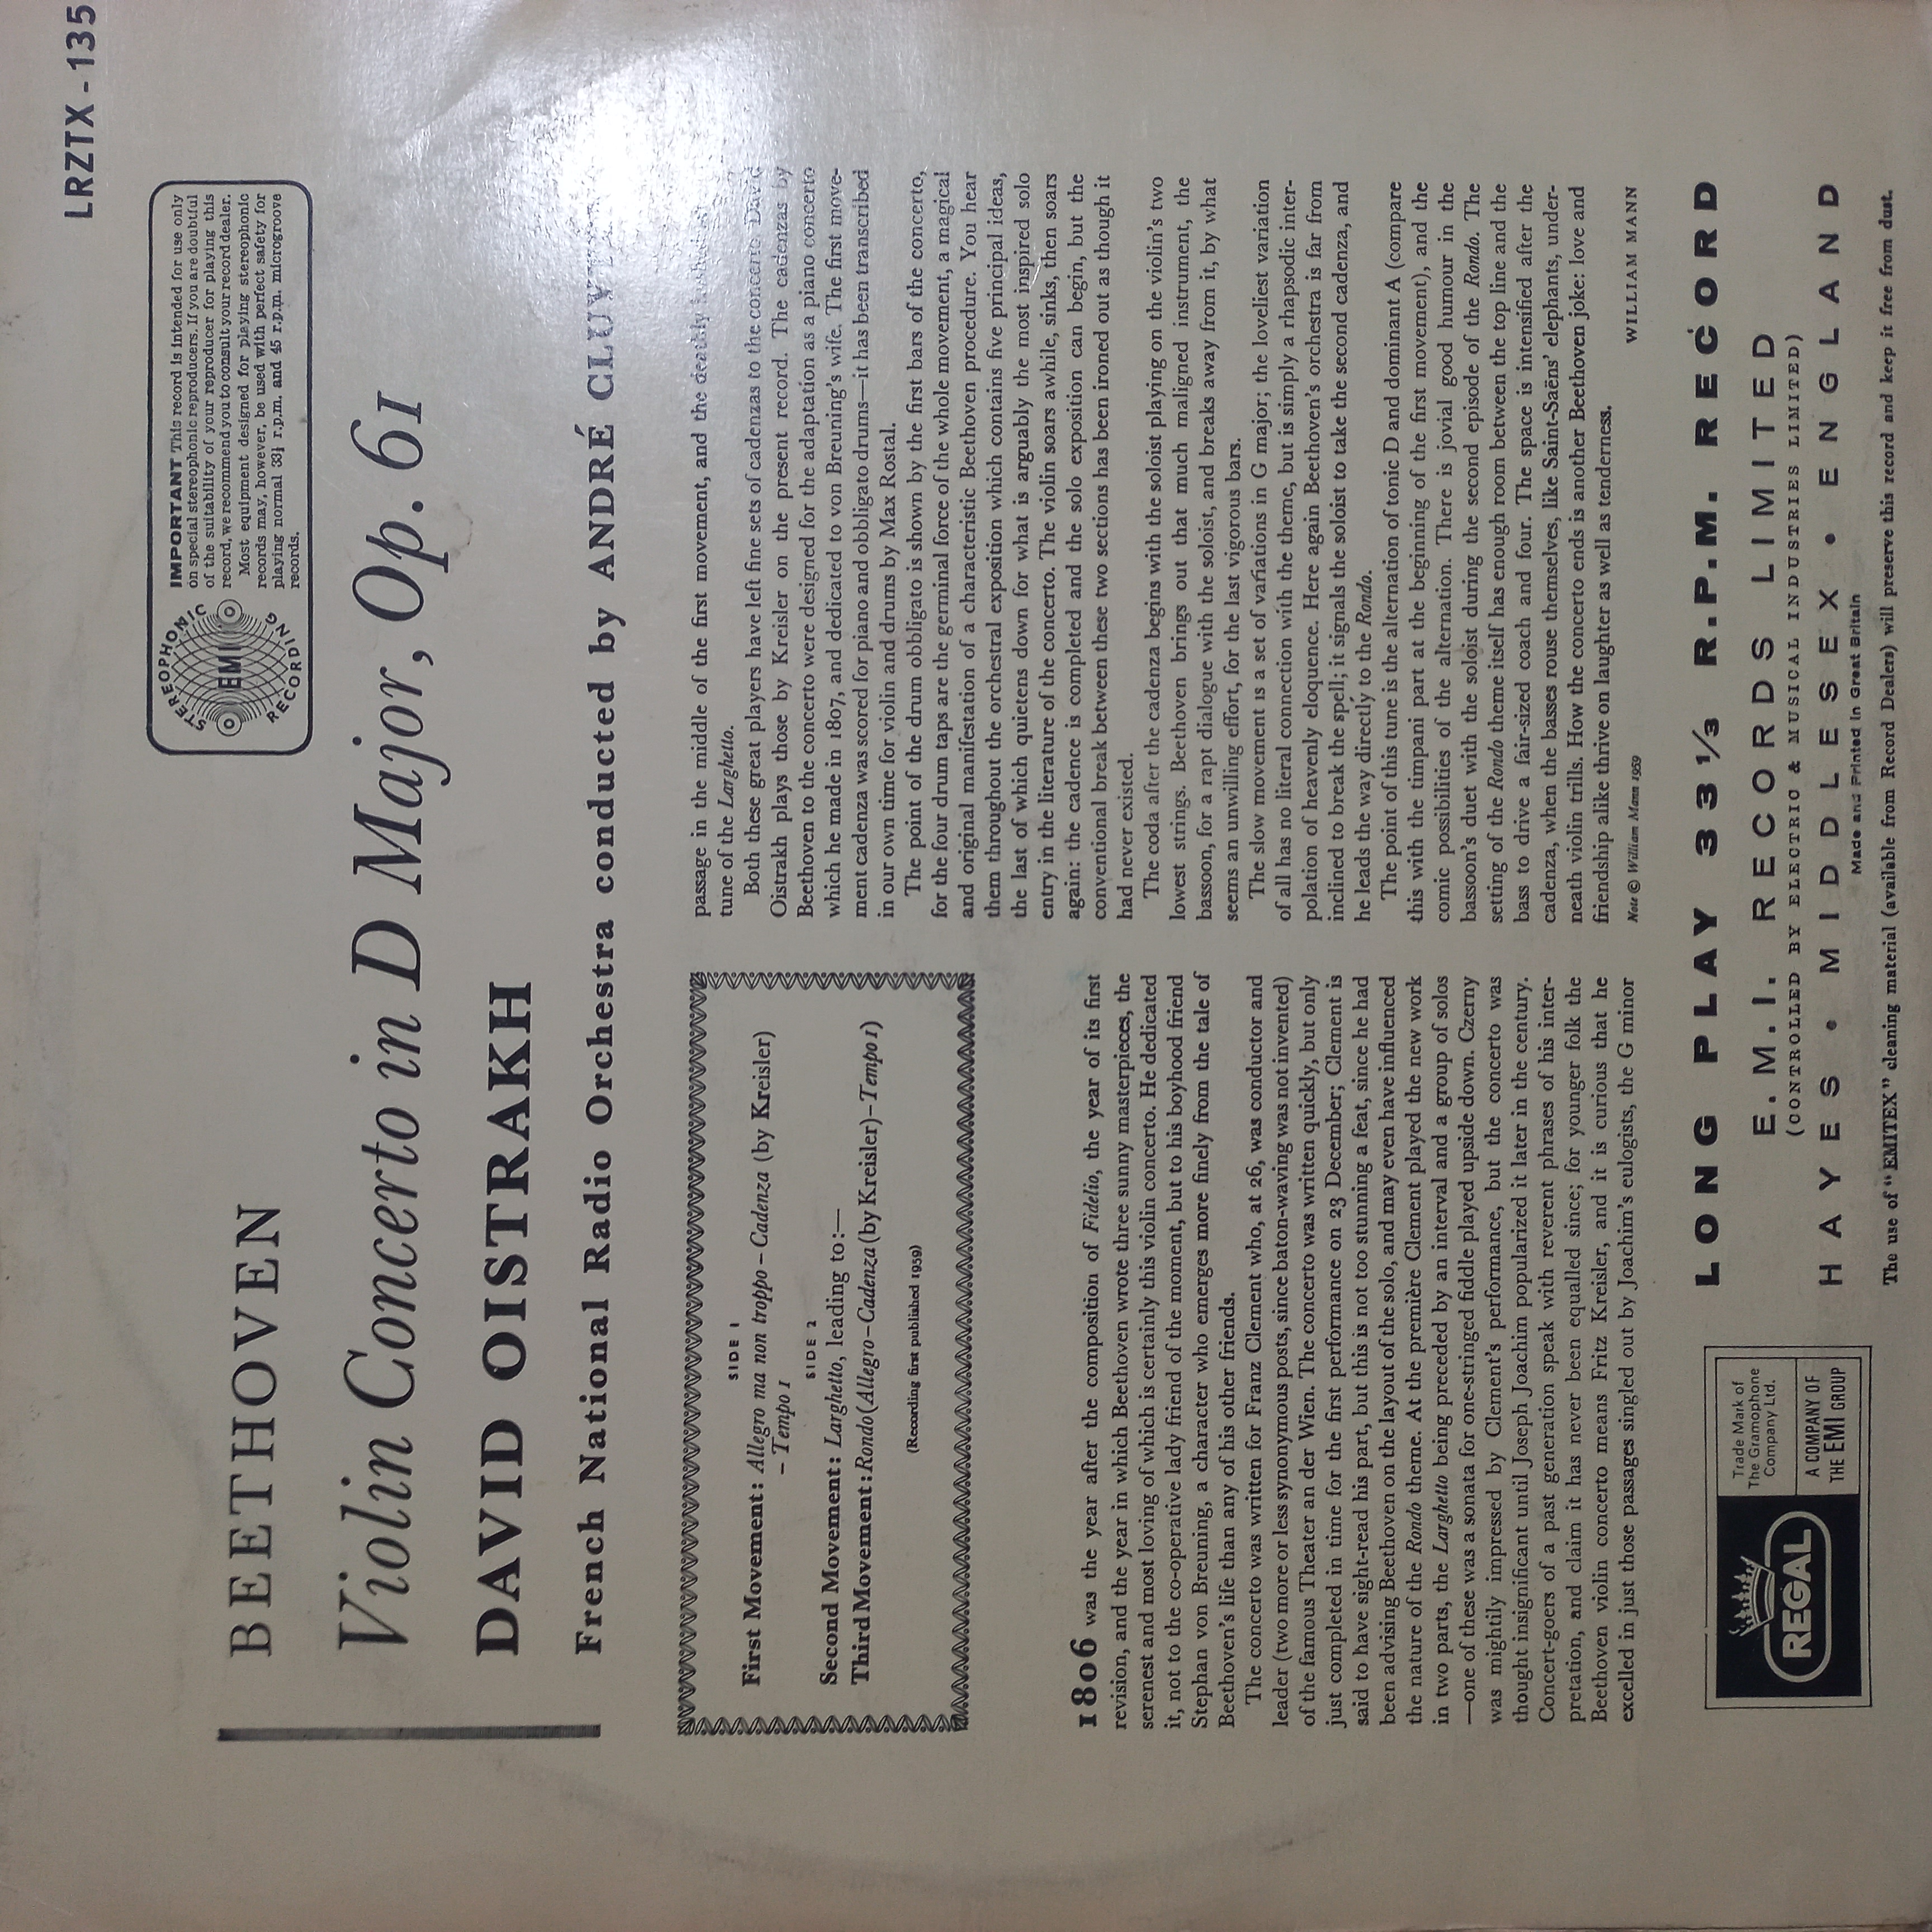 LRZTX - 135
STEREOPHONIC
EMI
RECORDING
IMPORTANT This record is intended for use only
on special stereophonic reproducers. If you are doubtful
of the suitability of your reproducer for playing this
record, we recommend you to consult your record dealer.
Most equipment designed for playing stereophonic
records may, however, be used with perfect safety for
playing normal 33⅓ r.p.m. and 45 r.p.m. microgroove
records.
BEETHOVEN
Violin Concerto in D Major, Op. 61
DAVID OISTRAKH
French National Radio Orchestra conducted by ANDRÉ
SIDE 1
First Movement: Allegro ma non troppo – Cadenza (by Kreisler)
– Tempo 1
SIDE 2
Second Movement: Larghetto, leading to:—
Third Movement: Rondo (Allegro – Cadenza (by Kreisler) – Tempo 1)
(Recording first published 1959)
1806 was the year after the composition of Fidelio, the year of its first
revision, and the year in which Beethoven wrote three sunny masterpieces, the
serenest and most loving of which is certainly this violin concerto. He dedicated
it, not to the co-operative lady friend of the moment, but to his boyhood friend
Stephan von Breuning, a character who emerges more finely from the tale of
Beethoven's life than any of his other friends.
The concerto was written for Franz Clement who, at 26, was conductor and
leader (two more or less synonymous posts, since baton-waving was not invented)
of the famous Theater an der Wien. The concerto was written quickly, but only
just completed in time for the first performance on 23 December; Clement is
said to have sight-read his part, but this is not too stunning a feat, since he had
been advising Beethoven on the layout of the solo, and may even have influenced
the nature of the Rondo theme. At the première Clement played the new work
in two parts, the Larghetto being preceded by an interval and a group of solos
—one of these was a sonata for one-stringed fiddle played upside down. Czerny
was mightily impressed by Clement's performance, but the concerto was
thought insignificant until Joseph Joachim popularized it later in the century.
Concert-goers of a past generation speak with reverent phrases of his inter-
pretation, and claim it has never been equalled since; for younger folk the
Beethoven violin concerto means Fritz Kreisler, and it is curious that he
excelled in just those passages singled out by Joachim's eulogists, the G minor
passage in the middle of the first movement, and the deathly
tune of the Larghetto.
Both these great players have left fine sets of cadenzas to the concerto David
Oistrakh plays those by Kreisler on the present record. The cadenzas by
Beethoven to the concerto were designed for the adaptation as a piano concerto
which he made in 1807, and dedicated to von Breuning's wife. The first move-
ment cadenza was scored for piano and obbligato drums—it has been transcribed
in our own time for violin and drums by Max Rostal.
The point of the drum obbligato is shown by the first bars of the concerto,
for the four drum taps are the germinal force of the whole movement, a magical
and original manifestation of a characteristic Beethoven procedure. You hear
them throughout the orchestral exposition which contains five principal ideas,
the last of which quietens down for what is arguably the most inspired solo
entry in the literature of the concerto. The violin soars awhile, sinks, then soars
again: the cadence is completed and the solo exposition can begin, but the
conventional break between these two sections has been ironed out as though it
had never existed.
The coda after the cadenza begins with the soloist playing on the violin's two
lowest strings. Beethoven brings out that much maligned instrument, the
bassoon, for a rapt dialogue with the soloist, and breaks away from it, by what
seems an unwilling effort, for the last vigorous bars.
The slow movement is a set of variations in G major; the loveliest variation
of all has no literal connection with the theme, but is simply a rhapsodic inter-
polation of heavenly eloquence. Here again Beethoven's orchestra is far from
inclined to break the spell; it signals the soloist to take the second cadenza, and
he leads the way directly to the Rondo.
The point of this tune is the alternation of tonic D and dominant A (compare
this with the timpani part at the beginning of the first movement), and the
comic possibilities of the alternation. There is jovial good humour in the
bassoon's duet with the soloist during the second episode of the Rondo. The
setting of the Rondo theme itself has enough room between the top line and the
bass to drive a fair-sized coach and four. The space is intensified after the
cadenza, when the basses rouse themselves, like Saint-Saëns' elephants, under-
neath violin trills. How the concerto ends is another Beethoven joke: love and
friendship alike thrive on laughter as well as tenderness.
Note © William Mann 1959
WILLIAM MANN
REGAL
Trade Mark of
The Gramophone
Company Ltd.
A COMPANY OF
THE EMI GROUP
LONG PLAY 33⅓ R.P.M. RECORD
E.M.I. RECORDS LIMITED
(CONTROLLED BY ELECTRIC & MUSICAL INDUSTRIES LIMITED)
HAYES • MIDDLESEX • ENGLAND
Made and Printed in Great Britain
The use of "EMITEX" cleaning material (available from Record Dealers) will preserve this record and keep it free from dust.